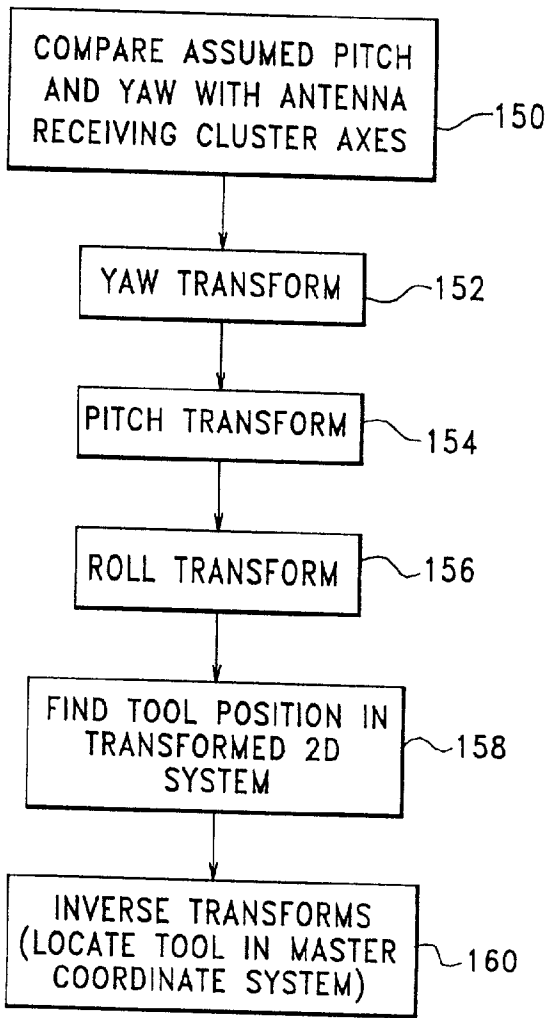 COMPARE ASSUMED PITCH
AND YAW WITH ANTENNA
RECEIVING CLUSTER AXES
150
YAW TRANSFORM
152
PITCH TRANSFORM
154
ROLL TRANSFORM
156
FIND TOOL POSITION IN
TRANSFORMED 2D
SYSTEM
158
INVERSE TRANSFORMS
(LOCATE TOOL IN MASTER
COORDINATE SYSTEM)
160